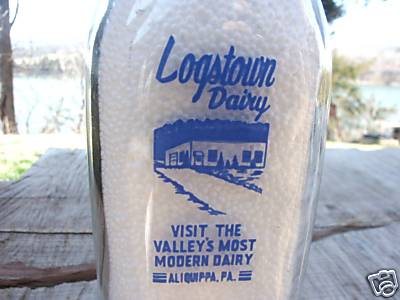 Logstown
Dairy
VISIT THE
VALLEY'S MOST
MODERN DAIRY
ALIQUIPPA, PA.